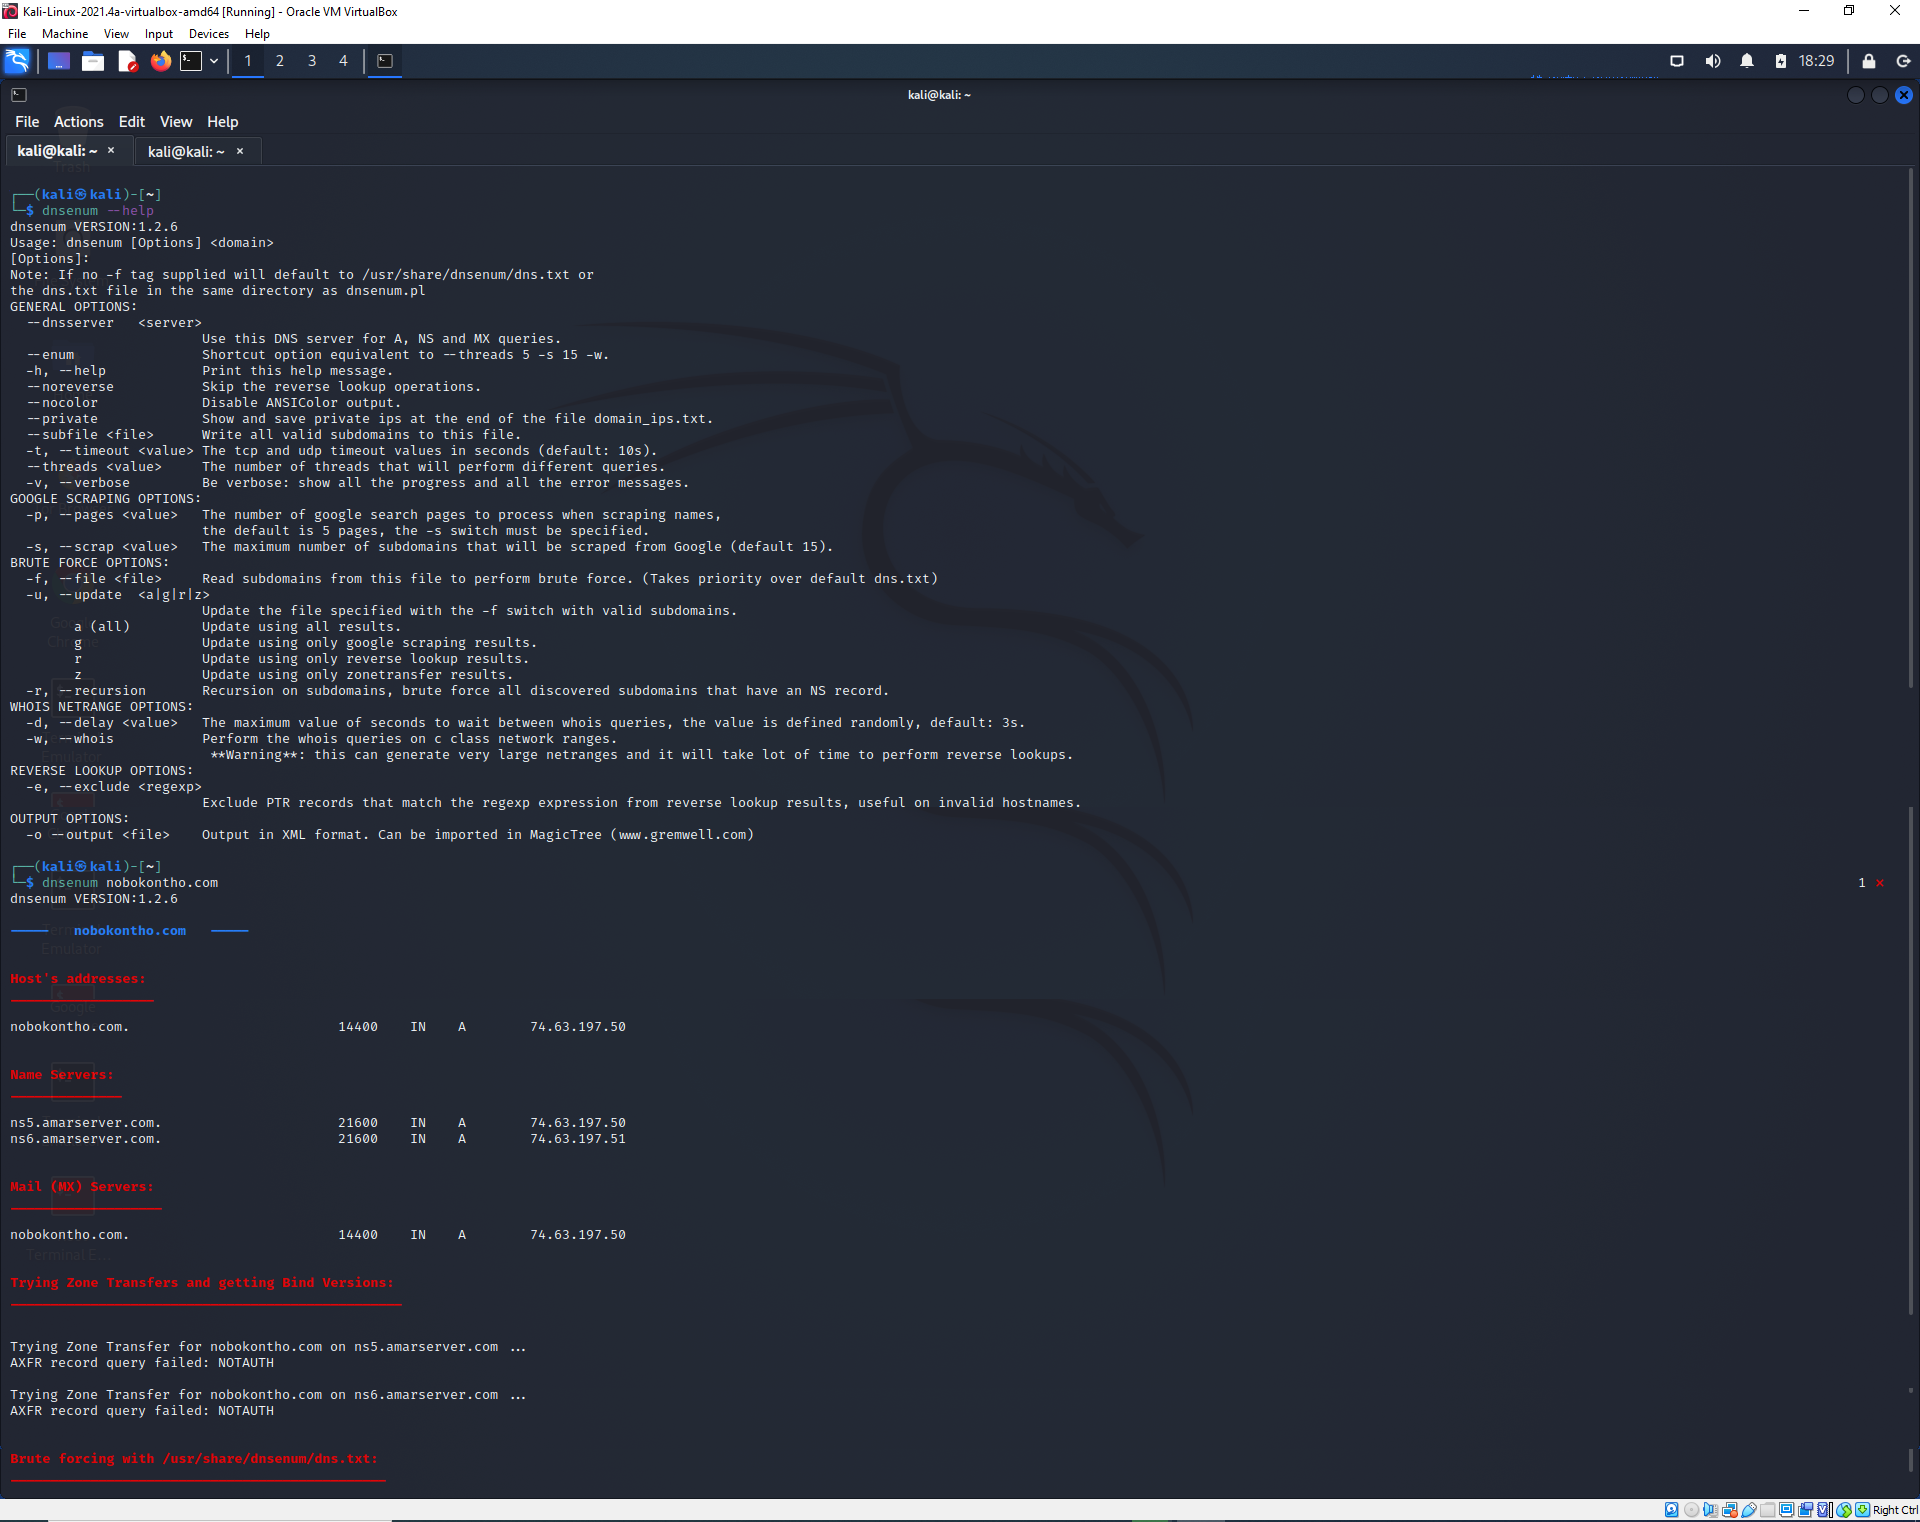 Kali-Linux-2021.4a-virtualbox-amd64 [Running] - Oracle VM VirtualBox
File Machine View Input Devices Help
1 2 3 4 18:29
kali@kali: ~
File Actions Edit View Help
kali@kali: ~ × kali@kali: ~ ×
┌──(kali㉿kali)-[~]
└─$ dnsenum --help
dnsenum VERSION:1.2.6
Usage: dnsenum [Options] <domain>
[Options]:
Note: If no -f tag supplied will default to /usr/share/dnsenum/dns.txt or
the dns.txt file in the same directory as dnsenum.pl
GENERAL OPTIONS:
--dnsserver <server>
Use this DNS server for A, NS and MX queries.
--enum Shortcut option equivalent to --threads 5 -s 15 -w.
-h, --help Print this help message.
--noreverse Skip the reverse lookup operations.
--nocolor Disable ANSIColor output.
--private Show and save private ips at the end of the file domain_ips.txt.
--subfile <file> Write all valid subdomains to this file.
-t, --timeout <value> The tcp and udp timeout values in seconds (default: 10s).
--threads <value> The number of threads that will perform different queries.
-v, --verbose Be verbose: show all the progress and all the error messages.
GOOGLE SCRAPING OPTIONS:
-p, --pages <value> The number of google search pages to process when scraping names,
the default is 5 pages, the -s switch must be specified.
-s, --scrap <value> The maximum number of subdomains that will be scraped from Google (default 15).
BRUTE FORCE OPTIONS:
-f, --file <file> Read subdomains from this file to perform brute force. (Takes priority over default dns.txt)
-u, --update <a|g|r|z>
Update the file specified with the -f switch with valid subdomains.
a (all) Update using all results.
g Update using only google scraping results.
r Update using only reverse lookup results.
z Update using only zonetransfer results.
-r, --recursion Recursion on subdomains, brute force all discovered subdomains that have an NS record.
WHOIS NETRANGE OPTIONS:
-d, --delay <value> The maximum value of seconds to wait between whois queries, the value is defined randomly, default: 3s.
-w, --whois Perform the whois queries on c class network ranges.
**Warning**: this can generate very large netranges and it will take lot of time to perform reverse lookups.
REVERSE LOOKUP OPTIONS:
-e, --exclude <regexp>
Exclude PTR records that match the regexp expression from reverse lookup results, useful on invalid hostnames.
OUTPUT OPTIONS:
-o --output <file> Output in XML format. Can be imported in MagicTree (www.gremwell.com)
┌──(kali㉿kali)-[~]
└─$ dnsenum nobokontho.com 1 ×
dnsenum VERSION:1.2.6
----- nobokontho.com -----
Host's addresses:
nobokontho.com. 14400 IN A 74.63.197.50
Name Servers:
ns5.amarserver.com. 21600 IN A 74.63.197.50
ns6.amarserver.com. 21600 IN A 74.63.197.51
Mail (MX) Servers:
nobokontho.com. 14400 IN A 74.63.197.50
Trying Zone Transfers and getting Bind Versions:
Trying Zone Transfer for nobokontho.com on ns5.amarserver.com ...
AXFR record query failed: NOTAUTH
Trying Zone Transfer for nobokontho.com on ns6.amarserver.com ...
AXFR record query failed: NOTAUTH
Brute forcing with /usr/share/dnsenum/dns.txt:
Right Ctrl